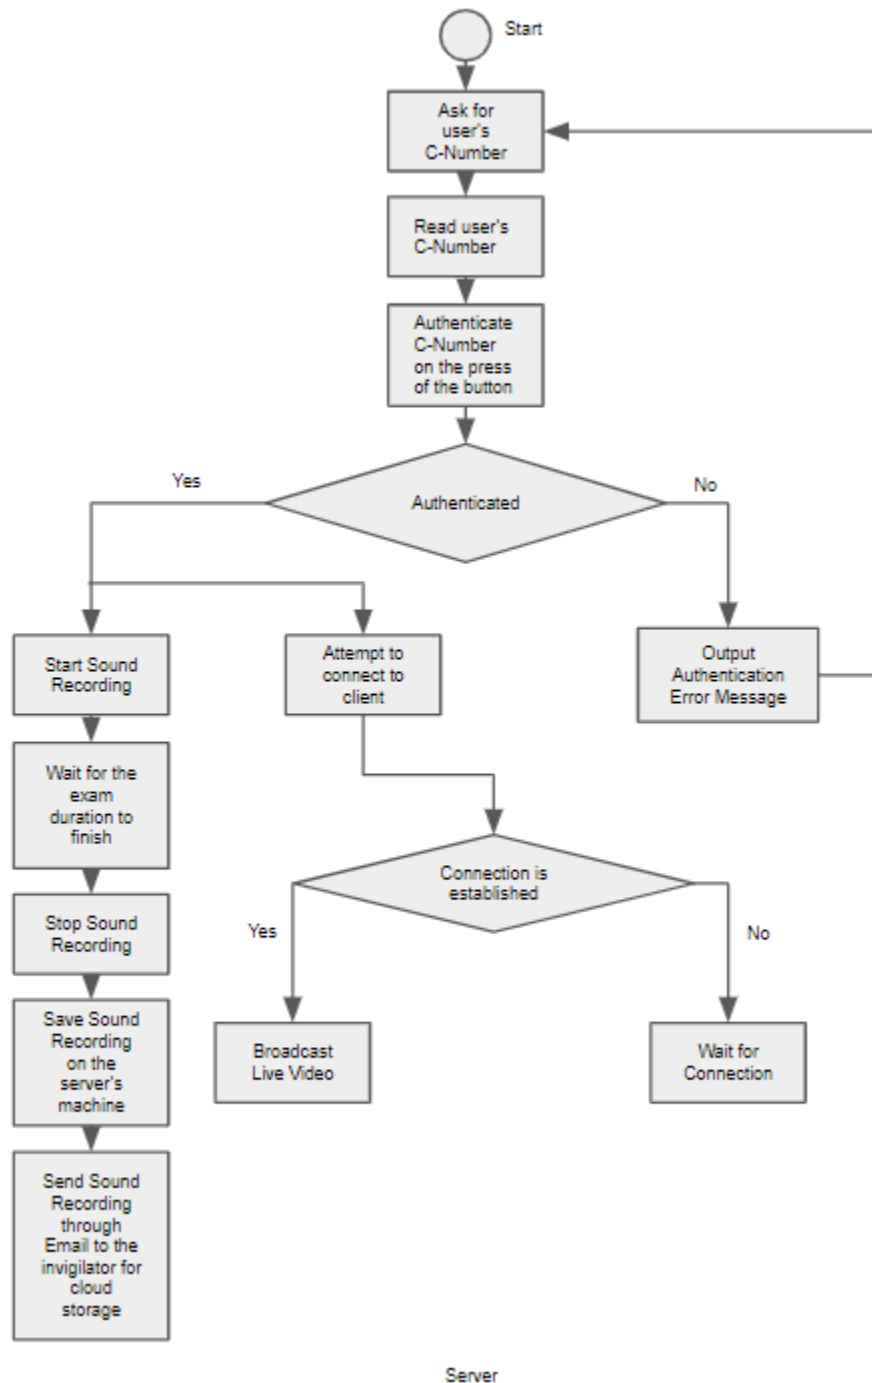 Start
Ask for
user's
C-Number
Read user's
C-Number
Authenticate
C-Number
on the press
of the button
Yes
Authenticated
No
Start Sound
Recording
Attempt to
connect to
client
Output
Authentication
Error Message
Wait for the
exam
duration to
finish
Connection is
established
Stop Sound
Recording
Yes
No
Save Sound
Recording
on the
server's
machine
Broadcast
Live Video
Wait for
Connection
Send Sound
Recording
through
Email to the
invigilator for
cloud
storage
Server